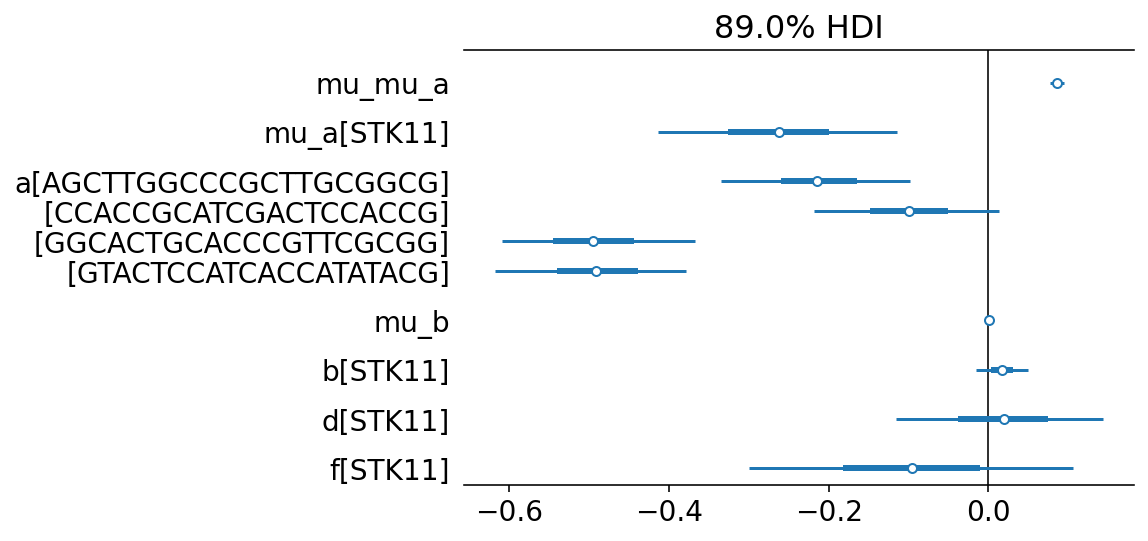 89.0% HDI
mu_mu_a
mu_a[STK11]
a[AGCTTGGCCCGCTTGCGGCG]
[CCACCGCATCGACTCCACCG]
[GGCACTGCACCCGTTCGCGG]
[GTACTCCATCACCATATACG]
mu_b
b[STK11]
d[STK11]
f[STK11]
−0.6 −0.4 −0.2 0.0